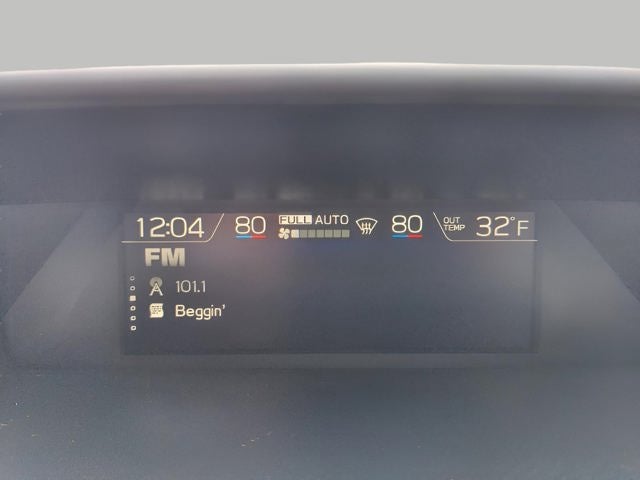 12:04 80 FULL AUTO 80 OUT TEMP 32°F
FM
101.1
Beggin'